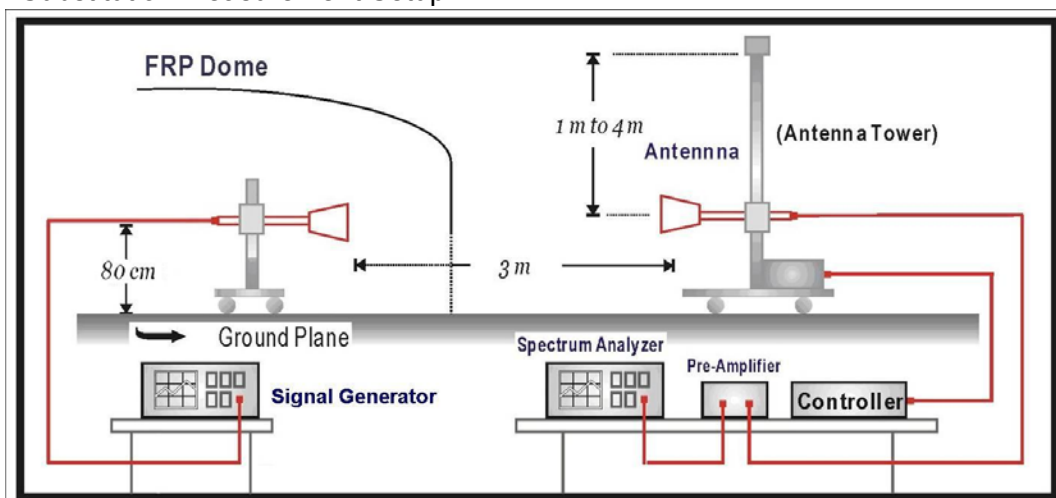 FRP Dome
1 m to 4 m
Antennna
(Antenna Tower)
80 cm
3 m
Ground Plane
Spectrum Analyzer
Pre-Amplifier
Signal Generator
Controller